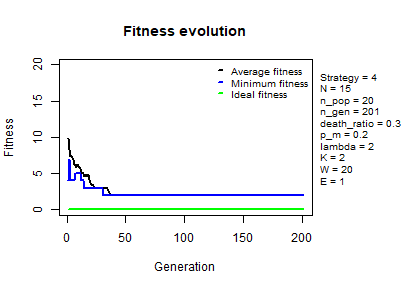 Fitness evolution
20
15
10
5
0
Fitness
0
50
100
150
200
Generation
Average fitness
Minimum fitness
Ideal fitness
Strategy = 4
N = 15
n_pop = 20
n_gen = 201
death_ratio = 0.3
p_m = 0.2
lambda = 2
K = 2
W = 20
E = 1